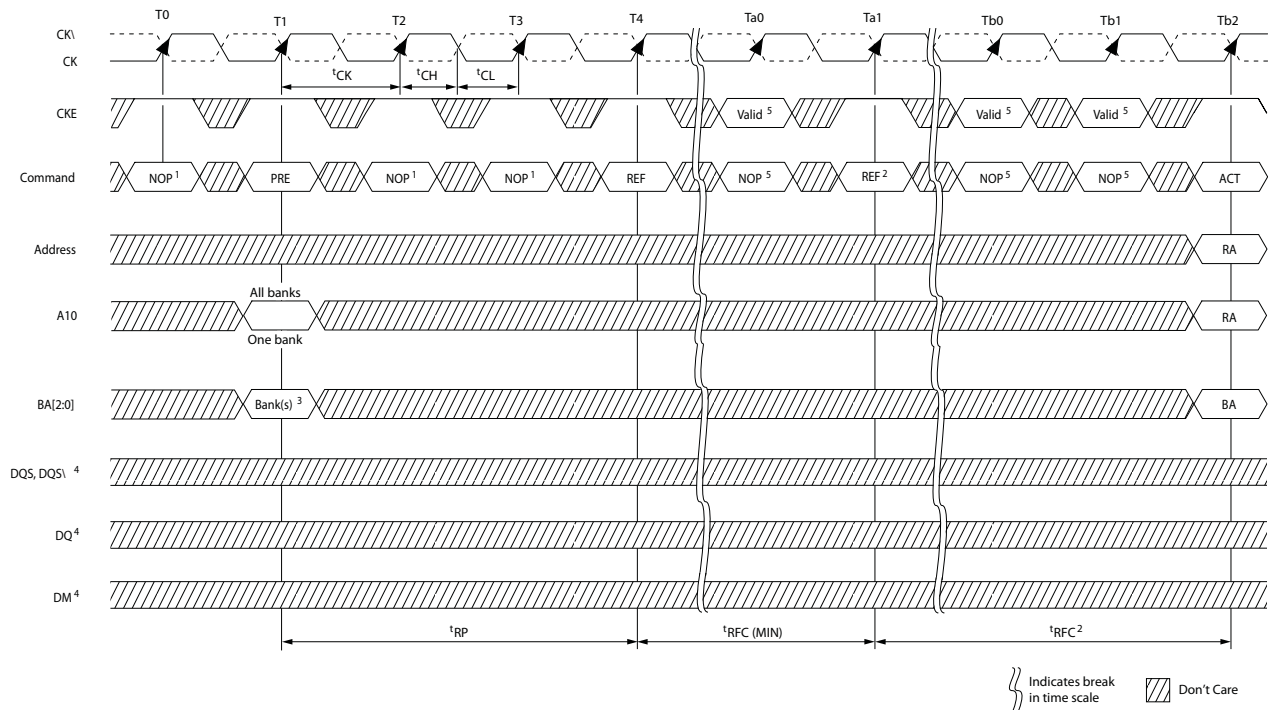 T0 T1 T2 T3 T4 Ta0 Ta1 Tb0 Tb1 Tb2
CK\
CK
tCK tCH tCL
CKE Valid 5 Valid 5 Valid 5
Command NOP 1 PRE NOP 1 NOP 1 REF NOP 5 REF 2 NOP 5 NOP 5 ACT
Address RA
All banks
A10 RA
One bank
BA[2:0] Bank(s) 3 BA
DQS, DQS\ 4
DQ 4
DM 4
tRP tRFC (MIN) tRFC 2
Indicates break
in time scale
Don't Care